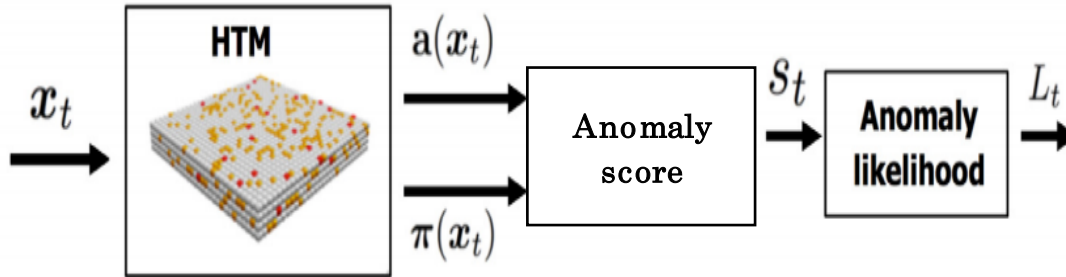 HTM
x_t
a(x_t)
π(x_t)
Anomaly
score
S_t
Anomaly
likelihood
L_t